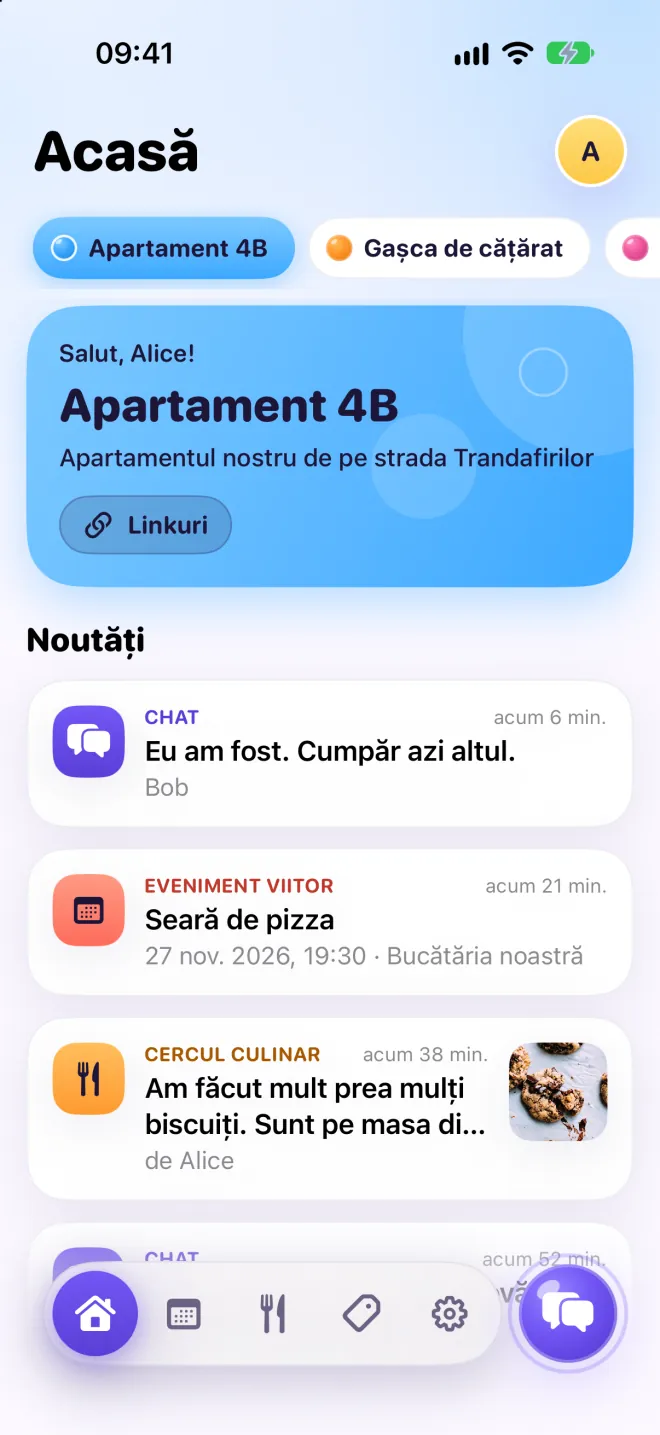 09:41
Acasă
A
Apartament 4B
Gașca de cățărat
Salut, Alice!
Apartament 4B
Apartamentul nostru de pe strada Trandafirilor
Linkuri
Noutăți
CHAT
acum 6 min.
Eu am fost. Cumpăr azi altul.
Bob
EVENIMENT VIITOR
acum 21 min.
Seară de pizza
27 nov. 2026, 19:30 · Bucătăria noastră
CERCUL CULINAR
acum 38 min.
Am făcut mult prea mulți
biscuiți. Sunt pe masa di...
de Alice
CHAT
acum 52 min.